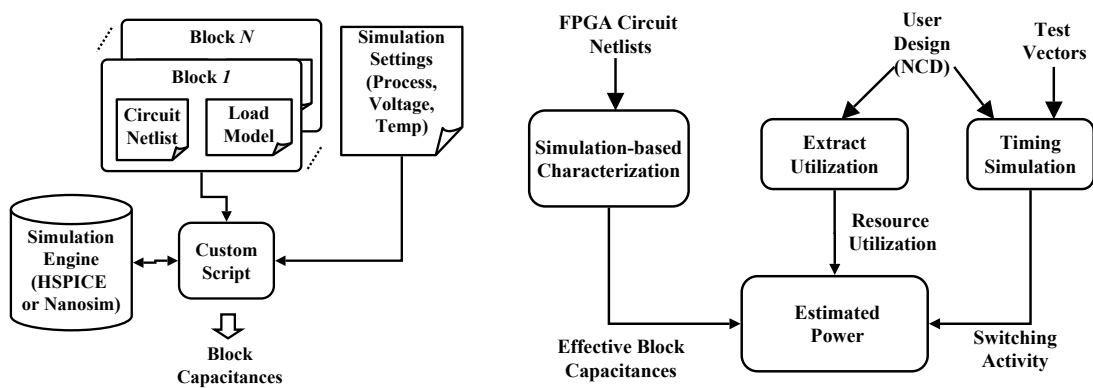 Block N
Block 1
Circuit
Netlist
Load
Model
Simulation
Settings
(Process,
Voltage,
Temp)
Simulation
Engine
(HSPICE
or Nanosim)
Custom
Script
Block
Capacitances
FPGA Circuit
Netlists
User
Design
(NCD)
Test
Vectors
Simulation-based
Characterization
Extract
Utilization
Timing
Simulation
Resource
Utilization
Estimated
Power
Effective Block
Capacitances
Switching
Activity